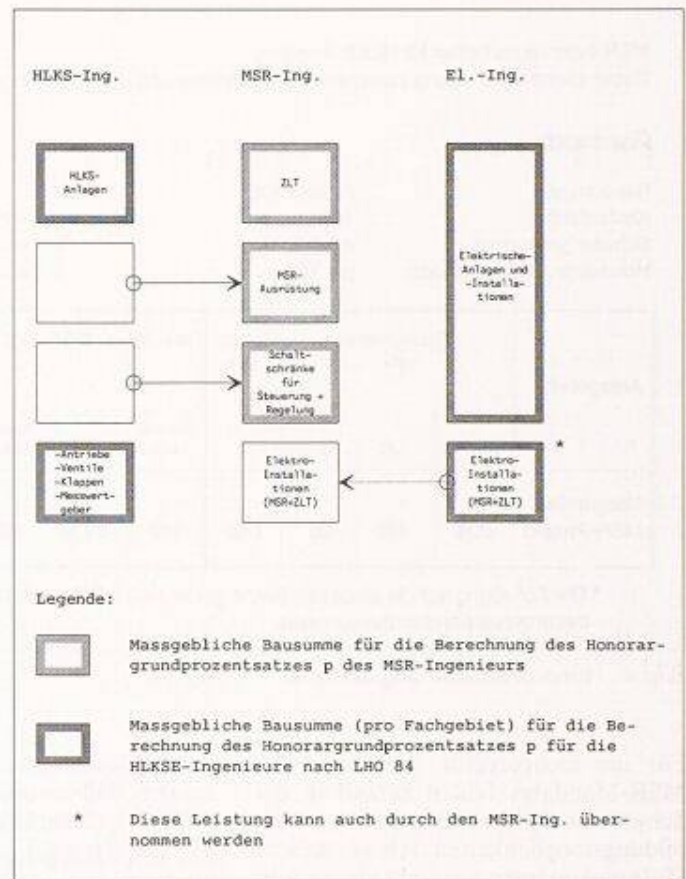 HLKS-Ing.
MSR-Ing.
El.-Ing.
HLKS-
Anlagen
ZLT
Elektrische-
Anlagen und
-Installa-
tionen
MSR-
Ausrüstung
Schalt-
schränke
für
Steuerung +
Regelung
-Antriebe
-Ventile
-Klappen
-Messwert-
geber
Elektro-
Installa-
tionen
(MSR+ZLT)
Elektro-
Installa-
tionen
(MSR+ZLT)
*
Legende:
Massgebliche Bausumme für die Berechnung des Honorar-
grundprozentsatzes p des MSR-Ingenieurs
Massgebliche Bausumme (pro Fachgebiet) für die Be-
rechnung des Honorargrundprozentsatzes p für die
HLKSE-Ingenieure nach LHO 84
* Diese Leistung kann auch durch den MSR-Ing. über-
nommen werden